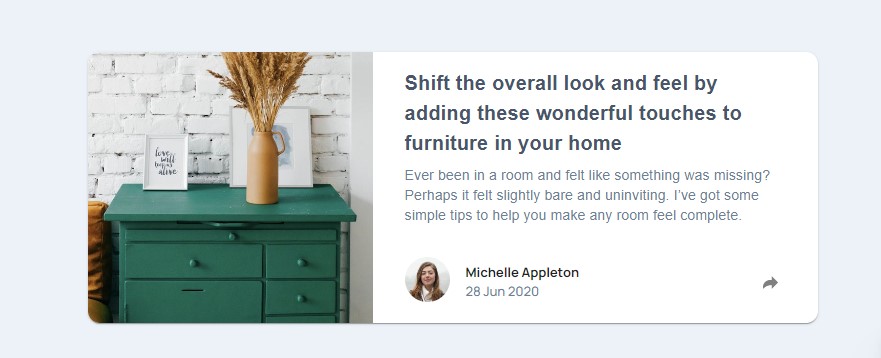 love
will
always be
alive
Shift the overall look and feel by
adding these wonderful touches to
furniture in your home
Ever been in a room and felt like something was missing?
Perhaps it felt slightly bare and uninviting. I’ve got some
simple tips to help you make any room feel complete.
Michelle Appleton
28 Jun 2020